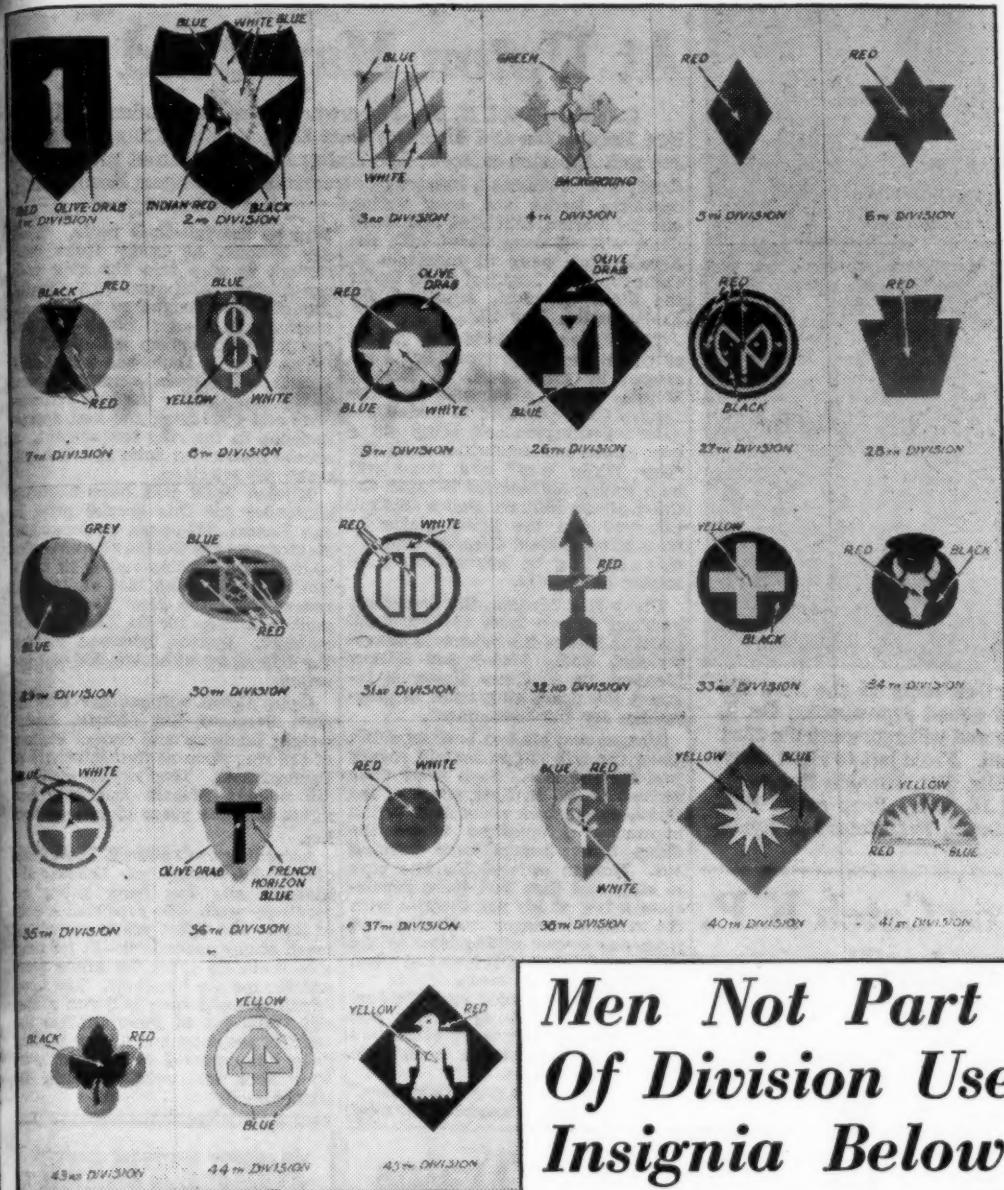 BLUE WHITE BLUE
1
RED OLIVE-DRAB INDIAN-RED BLACK
1ST DIVISION
2ND DIVISION
BLUE
WHITE
3RD DIVISION
GREEN
BACKGROUND
4TH DIVISION
RED
5TH DIVISION
RED
6TH DIVISION
BLACK RED
RED
7TH DIVISION
BLUE
8
YELLOW WHITE
8TH DIVISION
OLIVE DRAB
RED
BLUE WHITE
9TH DIVISION
OLIVE DRAB
YD
BLUE
26TH DIVISION
RED
BLACK
27TH DIVISION
RED
28TH DIVISION
GREY
BLUE
29TH DIVISION
BLUE
RED
30TH DIVISION
RED WHITE
DD
31ST DIVISION
RED
32ND DIVISION
YELLOW
BLACK
33RD DIVISION
RED BLACK
34TH DIVISION
BLUE WHITE
35TH DIVISION
T
OLIVE-DRAB FRENCH
HORIZON
BLUE
36TH DIVISION
RED WHITE
37TH DIVISION
BLUE RED
CY
WHITE
38TH DIVISION
YELLOW BLUE
40TH DIVISION
YELLOW
RED BLUE
41ST DIVISION
BLACK RED
43RD DIVISION
YELLOW
44
BLUE
44TH DIVISION
YELLOW RED
45TH DIVISION
Men Not Part
Of Division Use
Insignia Below